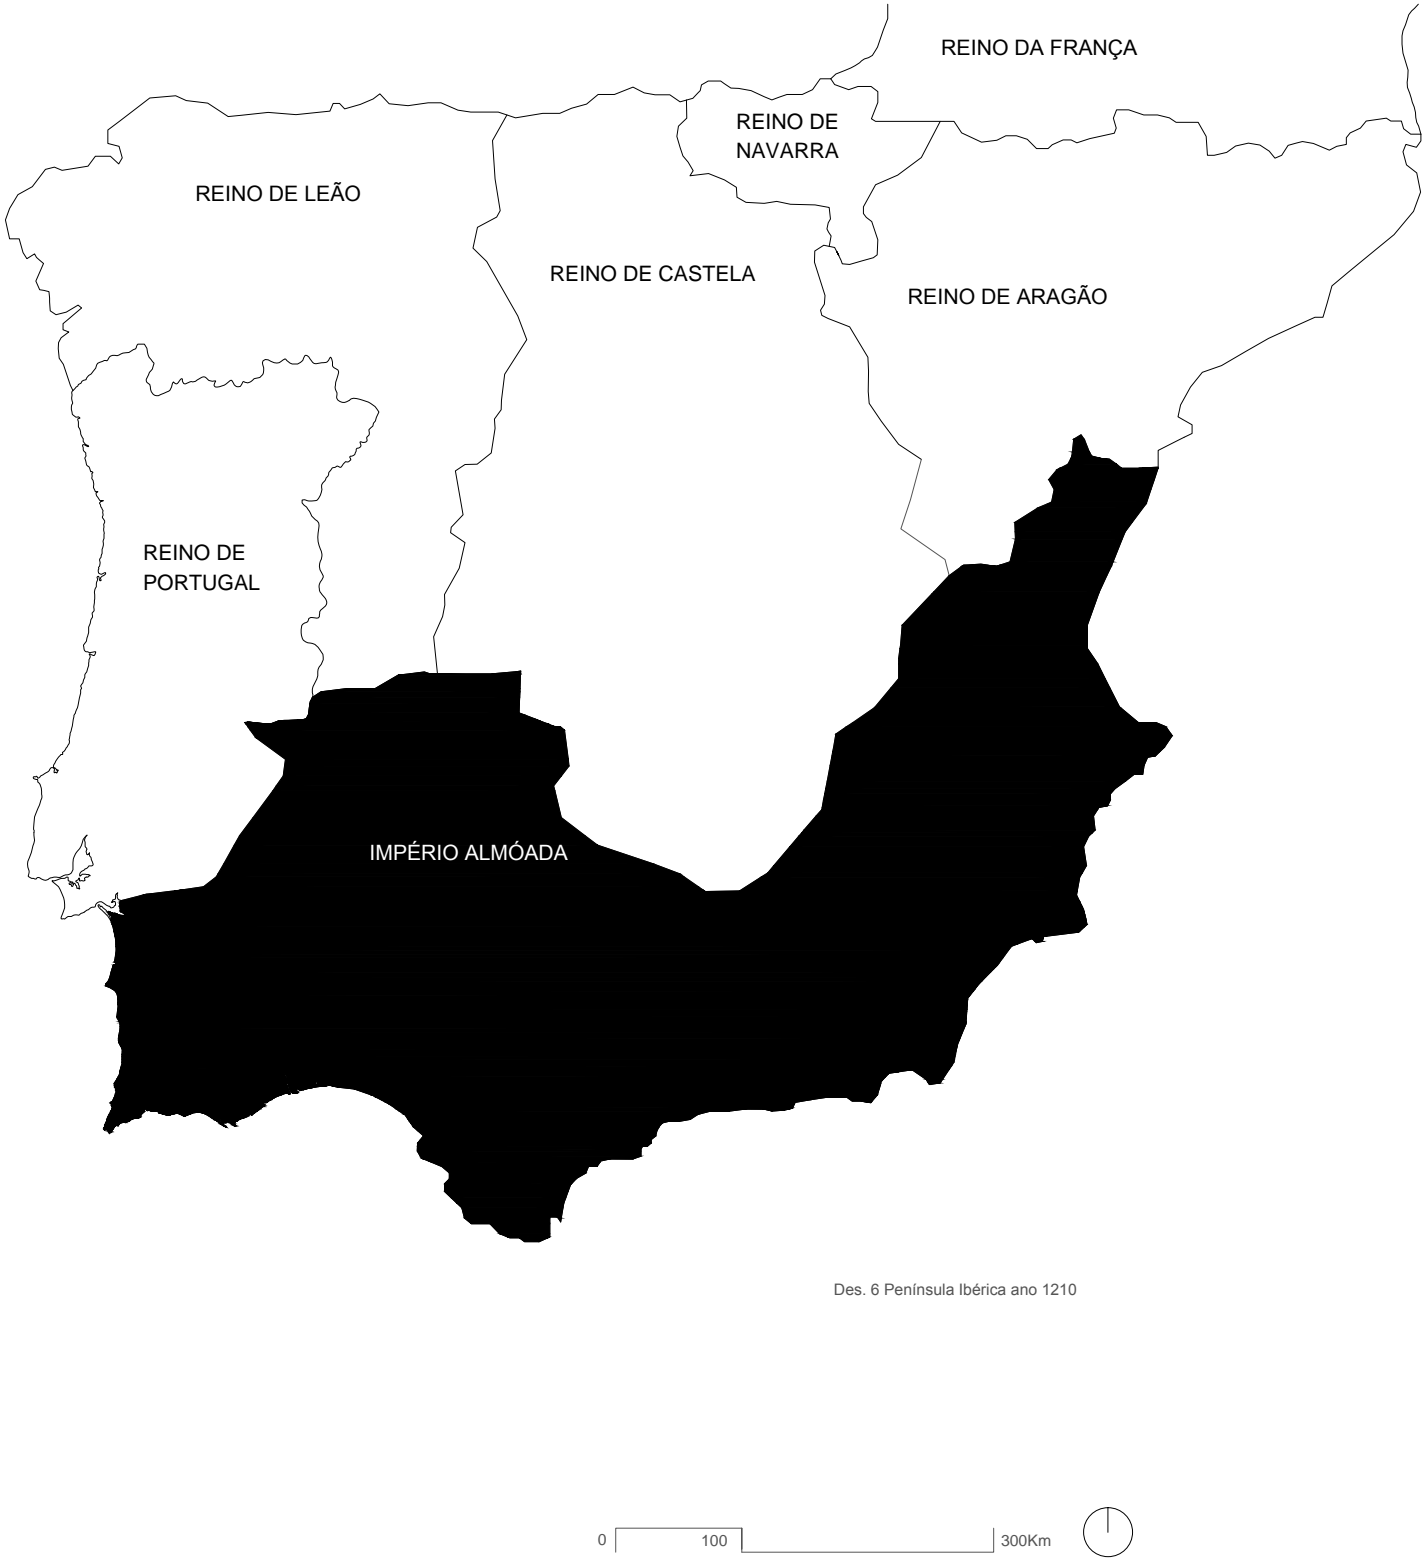 REINO DA FRANÇA
REINO DE
NAVARRA
REINO DE LEÃO
REINO DE CASTELA
REINO DE ARAGÃO
REINO DE
PORTUGAL
IMPÉRIO ALMÓADA
Des. 6 Península Ibérica ano 1210
0 100 300Km